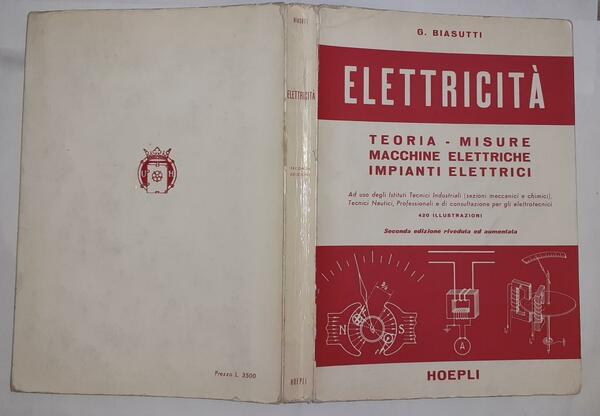 U H
Prezzo L. 3500
BIASUTTI
ELETTRICITÀ
SECONDA
EDIZIONE
HOEPLI
G. BIASUTTI
ELETTRICITÀ
TEORIA - MISURE
MACCHINE ELETTRICHE
IMPIANTI ELETTRICI
Ad uso degli Istituti Tecnici Industriali (sezioni meccanici e chimici),
Tecnici Nautici, Professionali e di consultazione per gli elettrotecnici
420 ILLUSTRAZIONI
Seconda edizione riveduta ed aumentata
N S
A
HOEPLI